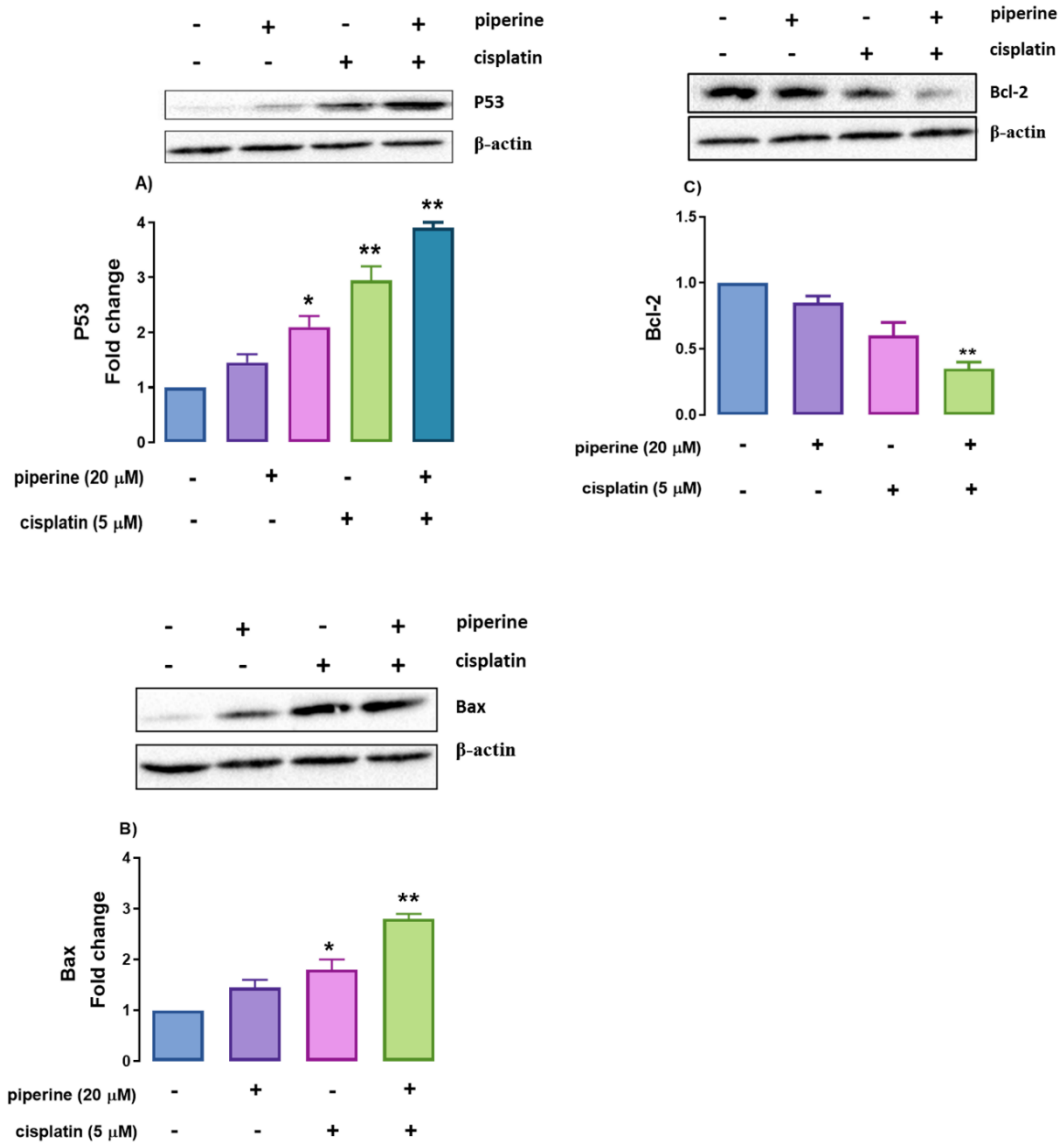 - + - + piperine
- - + + cisplatin
P53
β-actin
A)
P53
Fold change
4
3
2
1
0
*
**
**
piperine (20 μM) - + - +
cisplatin (5 μM) - - + +
- + - + piperine
- - + + cisplatin
Bcl-2
β-actin
C)
Bcl-2
1.5
1.0
0.5
0.0
**
piperine (20 μM) - + - +
cisplatin (5 μM) - - + +
- + - + piperine
- - + + cisplatin
Bax
β-actin
B)
Bax
Fold change
4
3
2
1
0
*
**
piperine (20 μM) - + - +
cisplatin (5 μM) - - + +